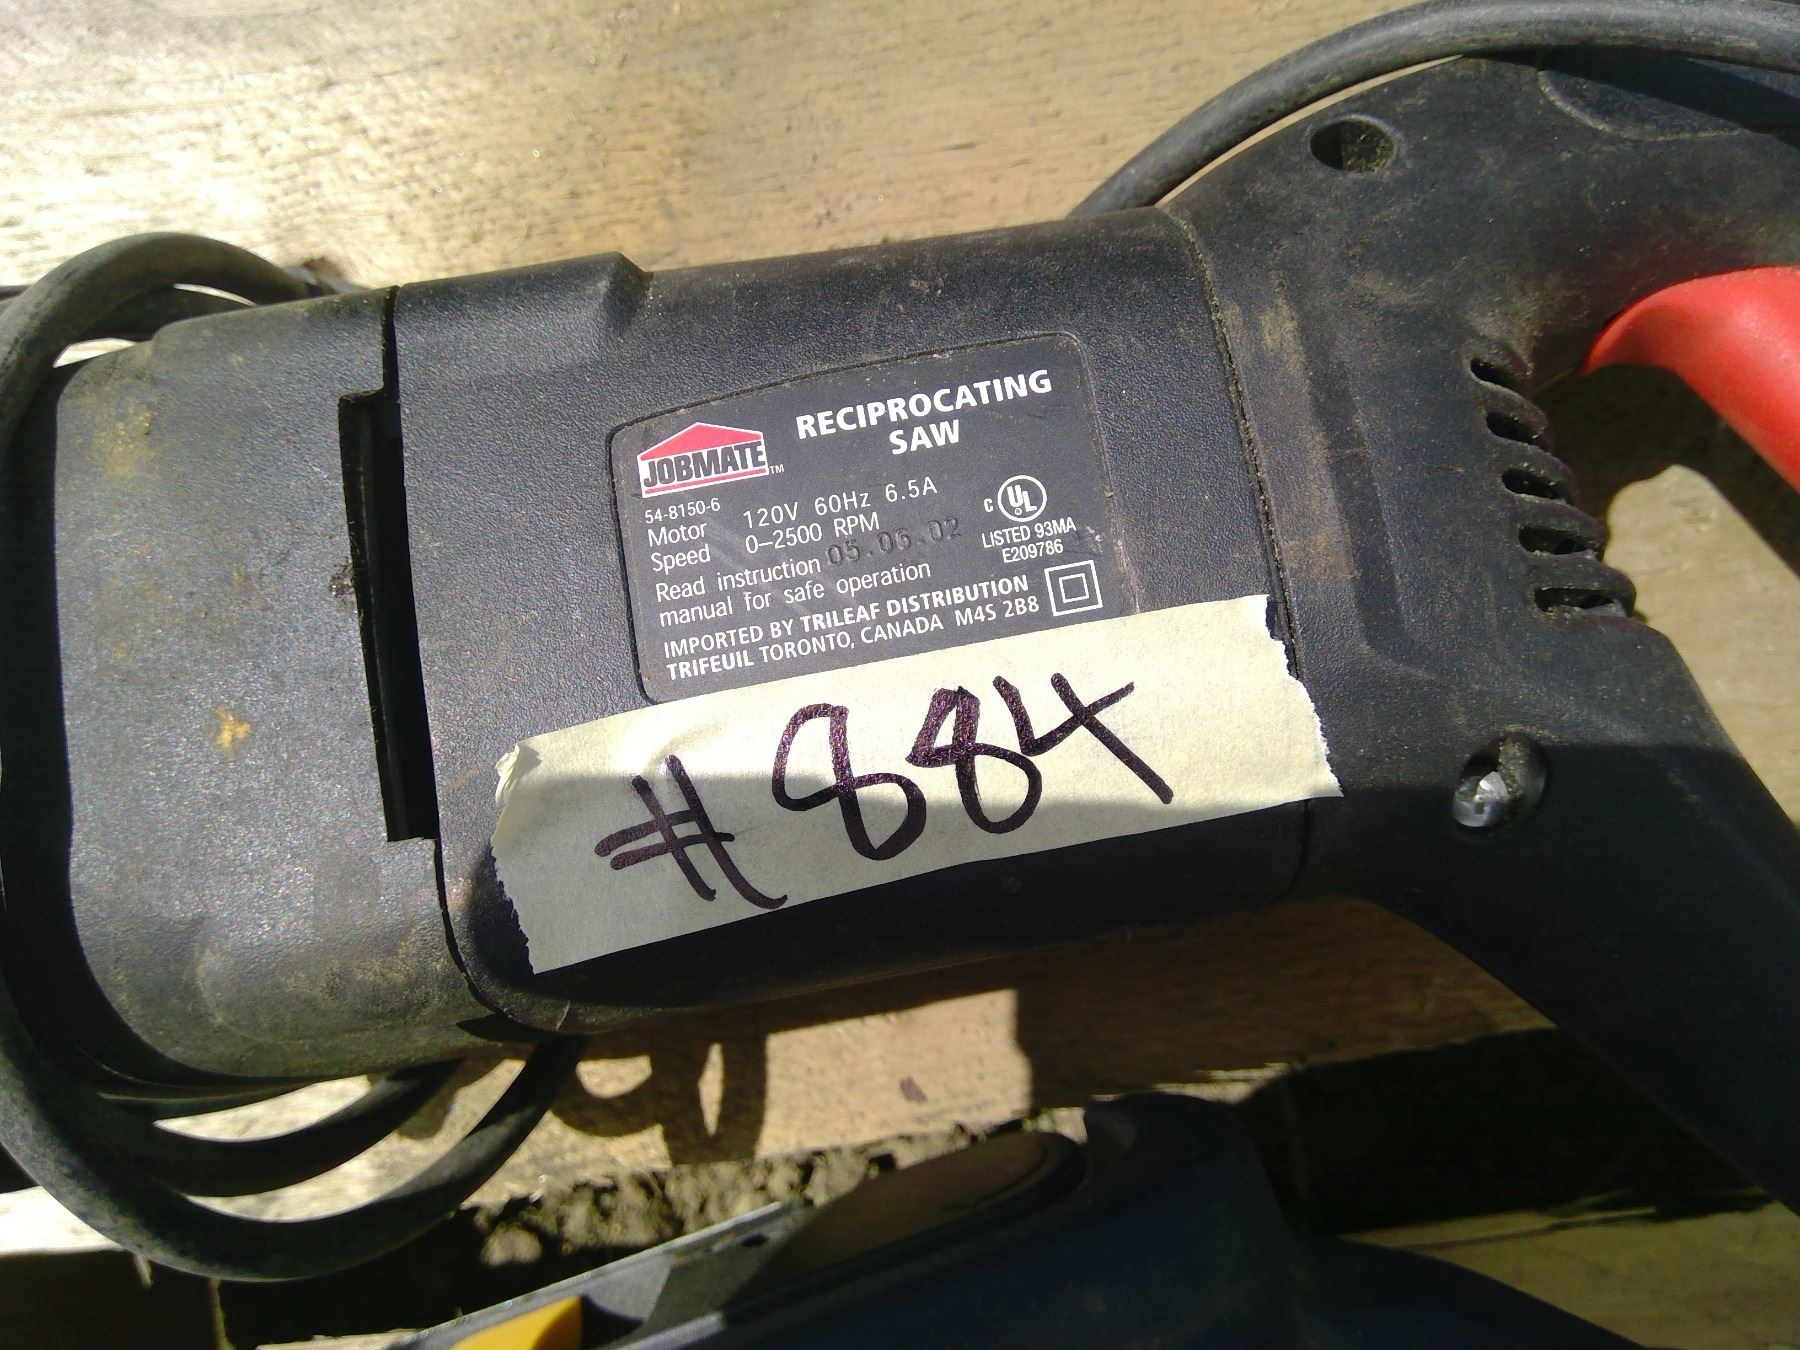 JOBMATE™
RECIPROCATING
SAW
54-8150-6
Motor 120V 60Hz 6.5A
Speed 0–2500 RPM
05.06.02
Read instruction
manual for safe operation
C UL
LISTED 93MA
E209786
IMPORTED BY TRILEAF DISTRIBUTION
TRIFEUIL TORONTO, CANADA M4S 2B8
#884